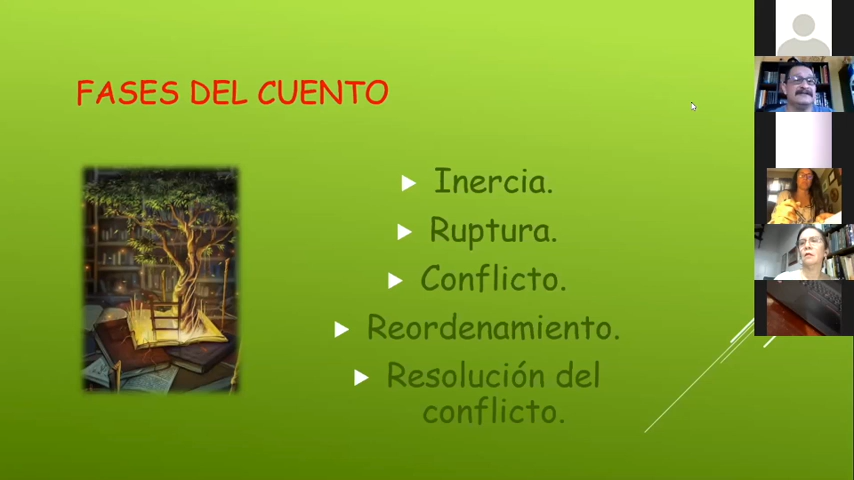 FASES DEL CUENTO
Inercia.
Ruptura.
Conflicto.
Reordenamiento.
Resolución del
conflicto.